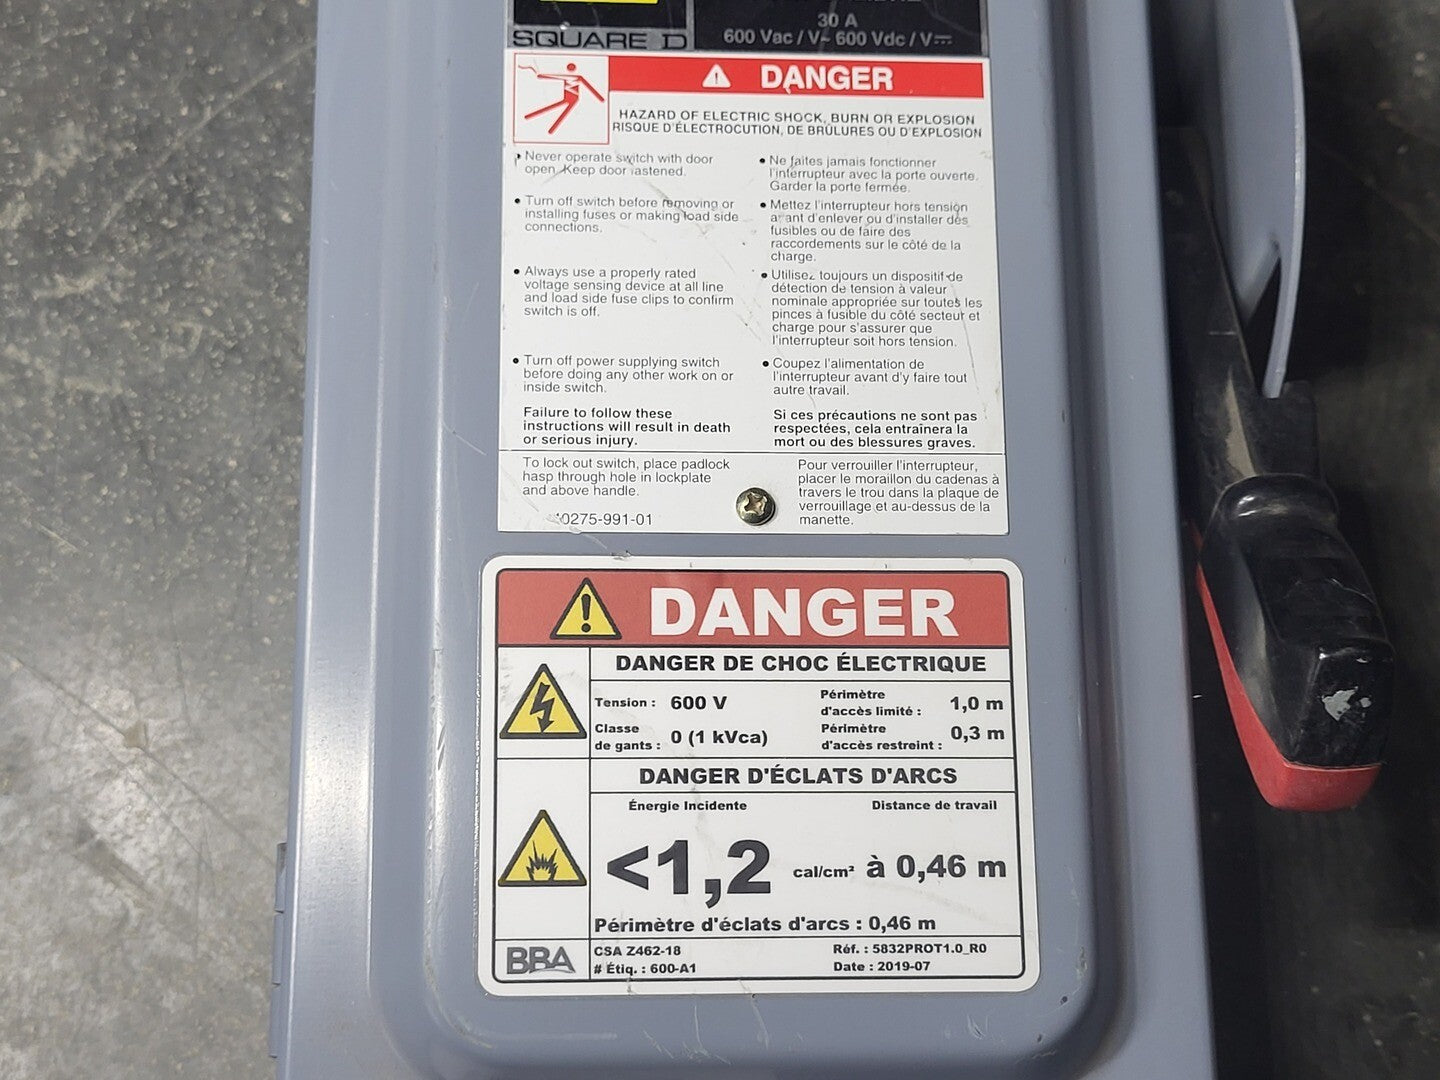 SQUARE D
30 A
600 Vac / V~ 600 Vdc / V⎓
DANGER
HAZARD OF ELECTRIC SHOCK, BURN OR EXPLOSION
RISQUE D'ÉLECTROCUTION, DE BRÛLURES OU D'EXPLOSION
• Never operate switch with door
open. Keep door fastened.
• Turn off switch before removing or
installing fuses or making load side
connections.
• Always use a properly rated
voltage sensing device at all line
and load side fuse clips to confirm
switch is off.
• Turn off power supplying switch
before doing any other work on or
inside switch.
Failure to follow these
instructions will result in death
or serious injury.
• Ne faites jamais fonctionner
l'interrupteur avec la porte ouverte.
Garder la porte fermée.
• Mettez l'interrupteur hors tension
avant d'enlever ou d'installer des
fusibles ou de faire des
raccordements sur le côté de la
charge.
• Utilisez toujours un dispositif de
détection de tension à valeur
nominale appropriée sur toutes les
pinces à fusible du côté secteur et
charge pour s'assurer que
l'interrupteur soit hors tension.
• Coupez l'alimentation de
l'interrupteur avant d'y faire tout
autre travail.
Si ces précautions ne sont pas
respectées, cela entraînera la
mort ou des blessures graves.
To lock out switch, place padlock
hasp through hole in lockplate
and above handle.
40275-991-01
Pour verrouiller l'interrupteur,
placer le moraillon du cadenas à
travers le trou dans la plaque de
verrouillage et au-dessus de la
manette.
DANGER
DANGER DE CHOC ÉLECTRIQUE
Tension : 600 V
Classe
de gants : 0 (1 kVca)
Périmètre
d'accès limité : 1,0 m
Périmètre
d'accès restreint : 0,3 m
DANGER D'ÉCLATS D'ARCS
Énergie Incidente Distance de travail
<1,2 cal/cm² à 0,46 m
Périmètre d'éclats d'arcs : 0,46 m
BBA
CSA Z462-18
# Étiq. : 600-A1
Réf. : 5832PROT1.0_R0
Date : 2019-07